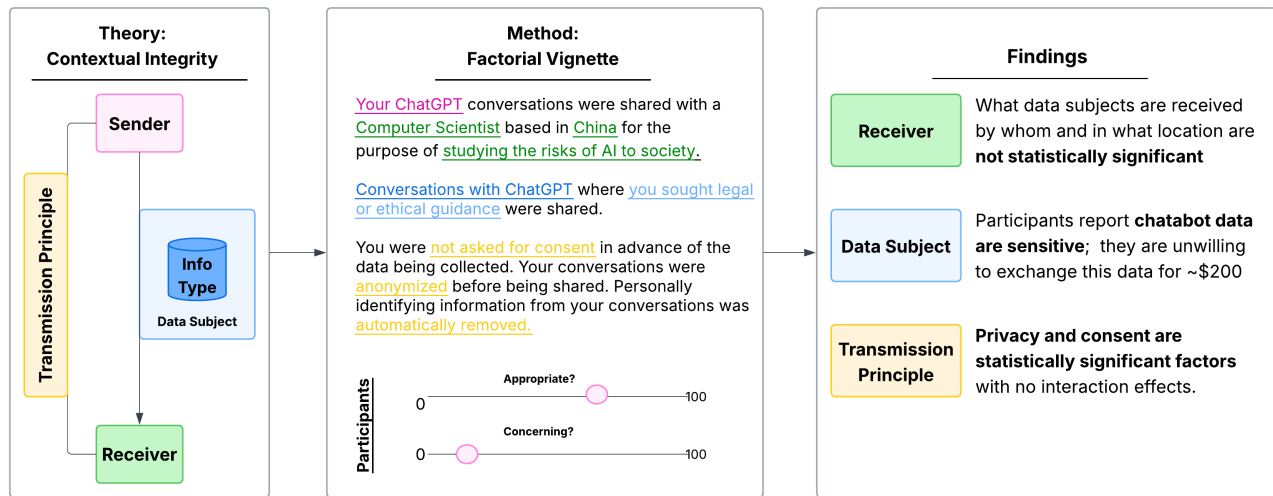 Theory:
Contextual Integrity
Sender
Transmission Principle
Info
Type
Data Subject
Receiver
Method:
Factorial Vignette
Your ChatGPT conversations were shared with a
Computer Scientist based in China for the
purpose of studying the risks of AI to society.
Conversations with ChatGPT where you sought legal
or ethical guidance were shared.
You were not asked for consent in advance of the
data being collected. Your conversations were
anonymized before being shared. Personally
identifying information from your conversations was
automatically removed.
Participants
Appropriate?
0 100
Concerning?
0 100
Findings
Receiver
What data subjects are received
by whom and in what location are
not statistically significant
Data Subject
Participants report chatabot data
are sensitive; they are unwilling
to exchange this data for ~$200
Transmission
Principle
Privacy and consent are
statistically significant factors
with no interaction effects.